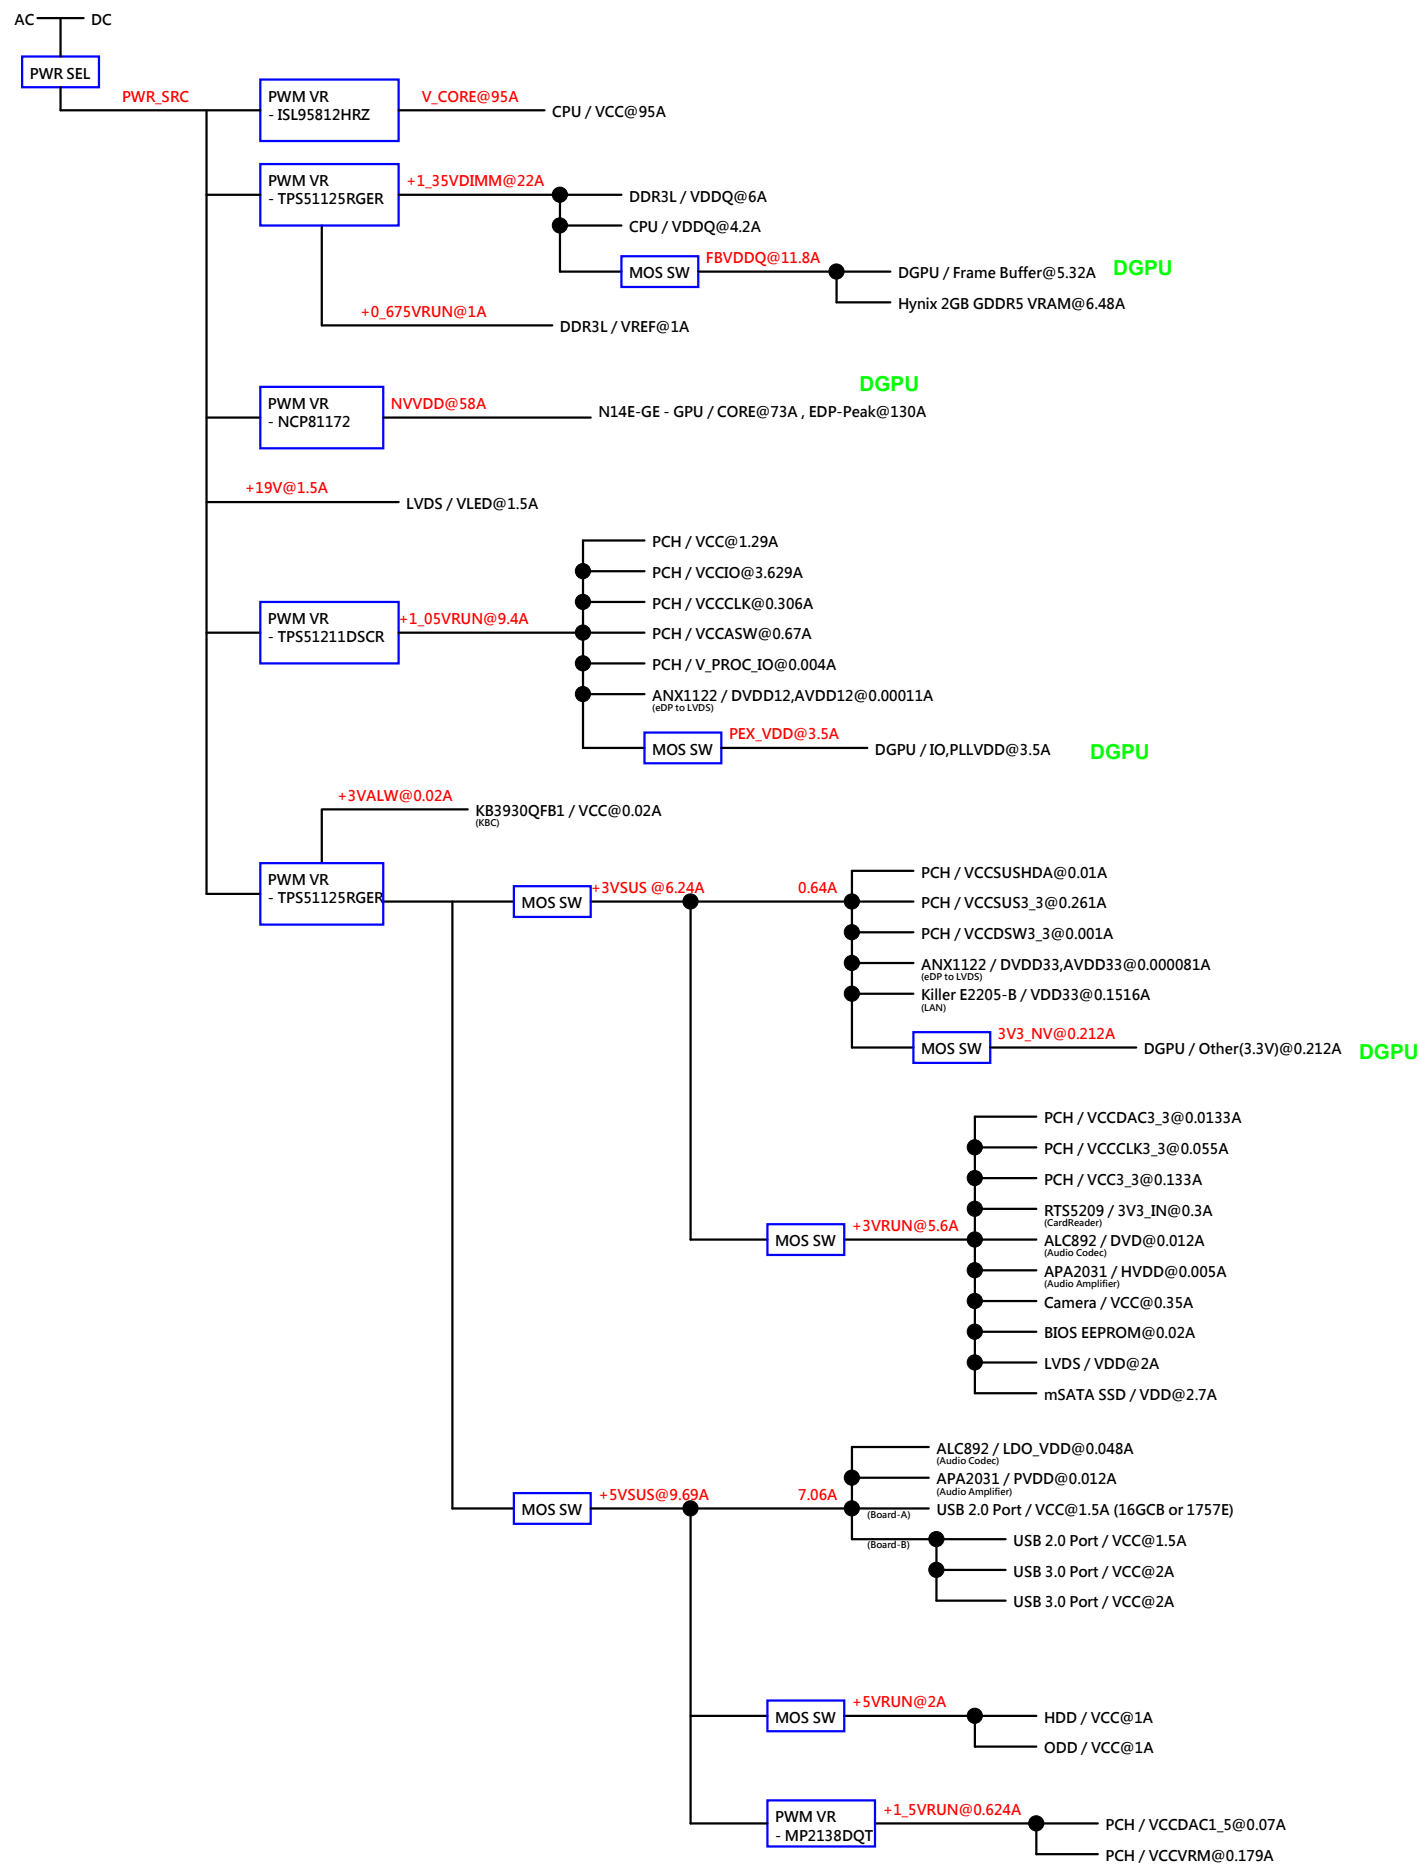 AC DC
PWR SEL
PWR_SRC
PWM VR
- ISL95812HRZ
V_CORE@95A
CPU / VCC@95A
PWM VR
- TPS51125RGER
+1_35VDIMM@22A
DDR3L / VDDQ@6A
CPU / VDDQ@4.2A
MOS SW
FBVDDQ@11.8A
DGPU / Frame Buffer@5.32A
DGPU
Hynix 2GB GDDR5 VRAM@6.48A
+0_675VRUN@1A
DDR3L / VREF@1A
DGPU
PWM VR
- NCP81172
NVVDD@58A
N14E-GE - GPU / CORE@73A , EDP-Peak@130A
+19V@1.5A
LVDS / VLED@1.5A
PCH / VCC@1.29A
PCH / VCCIO@3.629A
PCH / VCCCLK@0.306A
PWM VR
- TPS51211DSCR
+1_05VRUN@9.4A
PCH / VCCASW@0.67A
PCH / V_PROC_IO@0.004A
ANX1122 / DVDD12,AVDD12@0.00011A
(eDP to LVDS)
MOS SW
PEX_VDD@3.5A
DGPU / IO,PLLVDD@3.5A
DGPU
+3VALW@0.02A
KB3930QFB1 / VCC@0.02A
(KBC)
PWM VR
- TPS51125RGER
MOS SW
+3VSUS @6.24A
0.64A
PCH / VCCSUSHDA@0.01A
PCH / VCCSUS3_3@0.261A
PCH / VCCDSW3_3@0.001A
ANX1122 / DVDD33,AVDD33@0.000081A
(eDP to LVDS)
Killer E2205-B / VDD33@0.1516A
(LAN)
MOS SW
3V3_NV@0.212A
DGPU / Other(3.3V)@0.212A
DGPU
PCH / VCCDAC3_3@0.0133A
PCH / VCCCLK3_3@0.055A
PCH / VCC3_3@0.133A
RTS5209 / 3V3_IN@0.3A
(CardReader)
MOS SW
+3VRUN@5.6A
ALC892 / DVD@0.012A
(Audio Codec)
APA2031 / HVDD@0.005A
(Audio Amplifier)
Camera / VCC@0.35A
BIOS EEPROM@0.02A
LVDS / VDD@2A
mSATA SSD / VDD@2.7A
ALC892 / LDO_VDD@0.048A
(Audio Codec)
APA2031 / PVDD@0.012A
(Audio Amplifier)
MOS SW
+5VSUS@9.69A
7.06A
(Board-A)
USB 2.0 Port / VCC@1.5A (16GCB or 1757E)
(Board-B)
USB 2.0 Port / VCC@1.5A
USB 3.0 Port / VCC@2A
USB 3.0 Port / VCC@2A
MOS SW
+5VRUN@2A
HDD / VCC@1A
ODD / VCC@1A
PWM VR
- MP2138DQT
+1_5VRUN@0.624A
PCH / VCCDAC1_5@0.07A
PCH / VCCVRM@0.179A